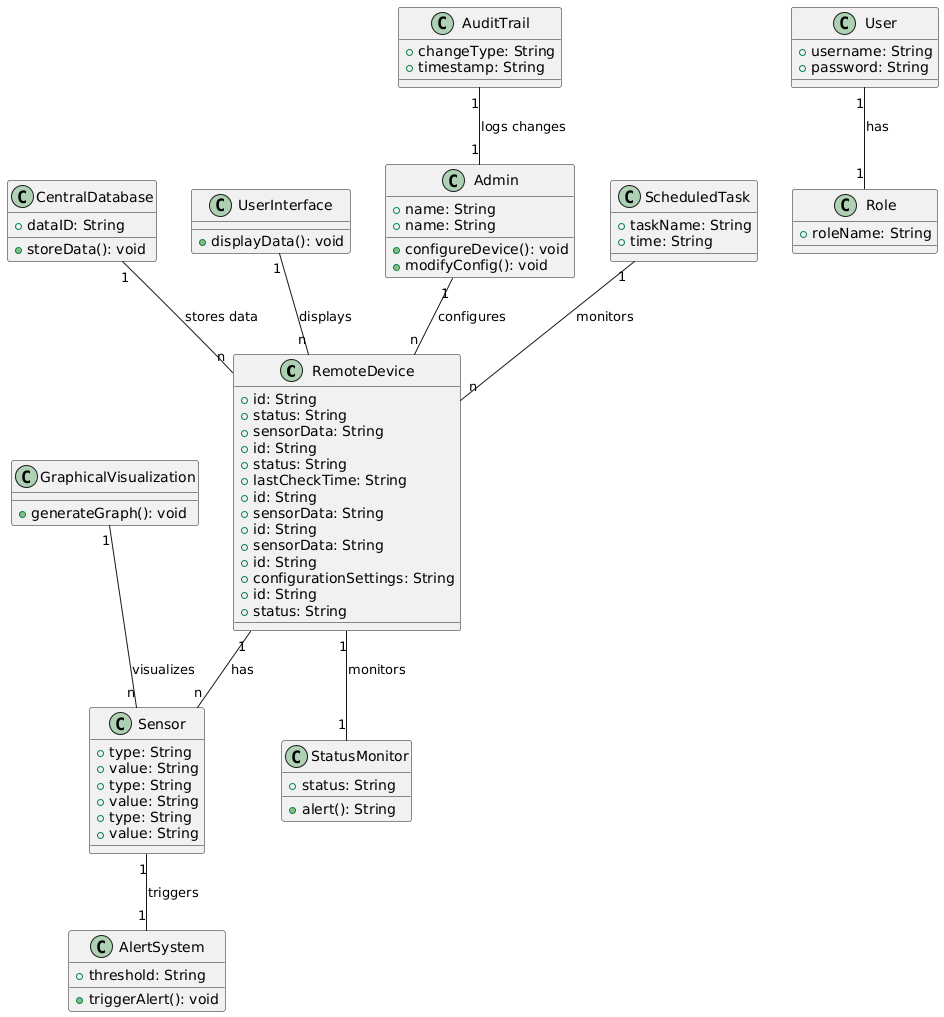 C AuditTrail
changeType: String
timestamp: String
C User
username: String
password: String
1
logs changes
1
1
has
1
C CentralDatabase
dataID: String
storeData(): void
C UserInterface
displayData(): void
C Admin
name: String
name: String
configureDevice(): void
modifyConfig(): void
C ScheduledTask
taskName: String
time: String
C Role
roleName: String
1
stores data
n
1
displays
n
1
configures
n
1
monitors
n
C RemoteDevice
id: String
status: String
sensorData: String
id: String
status: String
lastCheckTime: String
id: String
sensorData: String
id: String
sensorData: String
id: String
configurationSettings: String
id: String
status: String
C GraphicalVisualization
generateGraph(): void
1
visualizes
n
1
has
n
1
monitors
1
C Sensor
type: String
value: String
type: String
value: String
type: String
value: String
C StatusMonitor
status: String
alert(): String
1
triggers
1
C AlertSystem
threshold: String
triggerAlert(): void